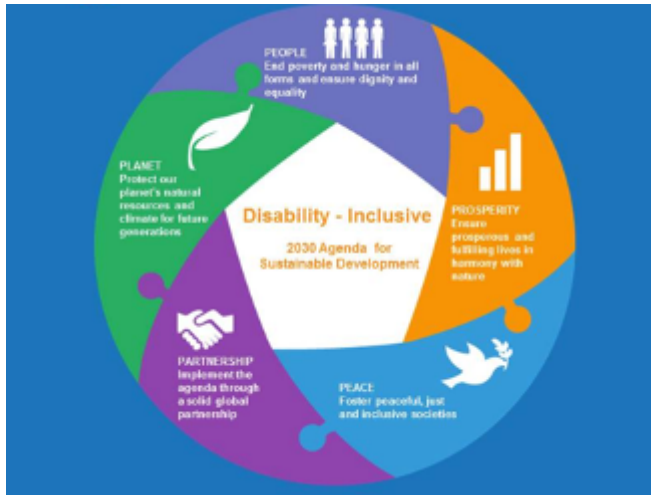 PEOPLE
End poverty and hunger in all
forms and ensure dignity and
equality
PLANET
Protect our
planet's natural
resources and
climate for future
generations
Disability - Inclusive
2030 Agenda for
Sustainable Development
PROSPERITY
Ensure
prosperous and
fulfilling lives in
harmony with
nature
PARTNERSHIP
Implement the
agenda through
a solid global
partnership
PEACE
Foster peaceful, just
and inclusive societies